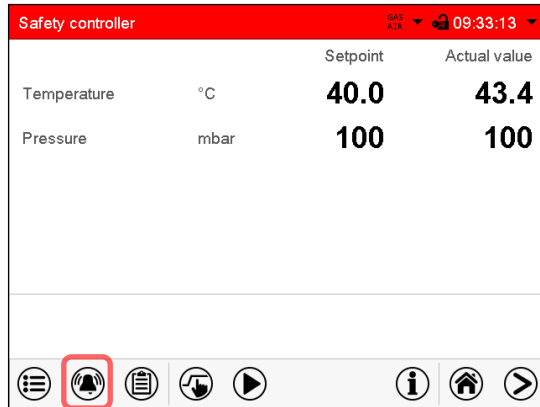 Safety controller GAS AIR 09:33:13
Setpoint Actual value
Temperature °C 40.0 43.4
Pressure mbar 100 100